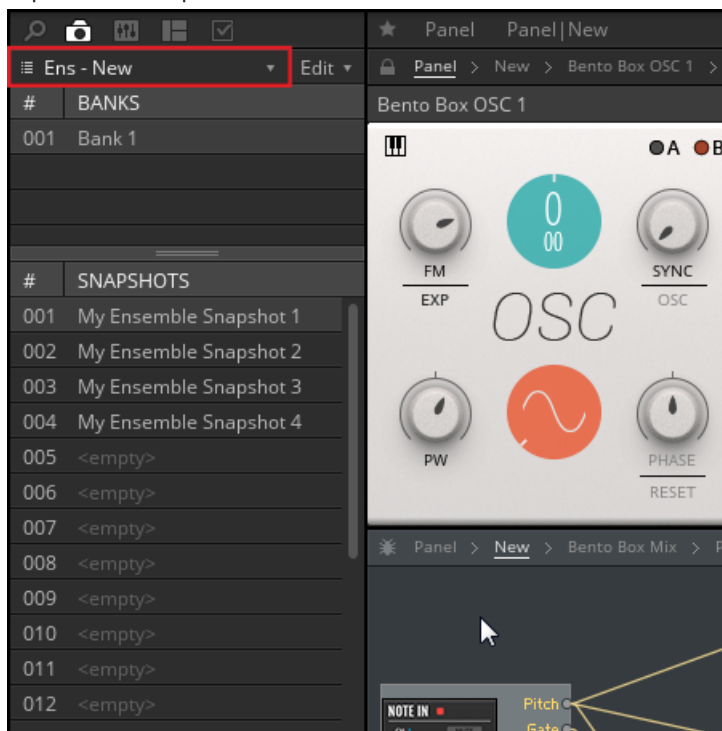 Panel Panel|New
Ens - New Edit
Panel > New > Bento Box OSC 1 >
# BANKS
Bento Box OSC 1
001 Bank 1
A B
0
00
FM
EXP
SYNC
OSC
OSC
# SNAPSHOTS
001 My Ensemble Snapshot 1
002 My Ensemble Snapshot 2
003 My Ensemble Snapshot 3
004 My Ensemble Snapshot 4
005 <empty>
006 <empty>
007 <empty>
008 <empty>
009 <empty>
010 <empty>
011 <empty>
012 <empty>
PW
PHASE
RESET
Panel > New > Bento Box Mix >
NOTE IN
Pitch
Gate